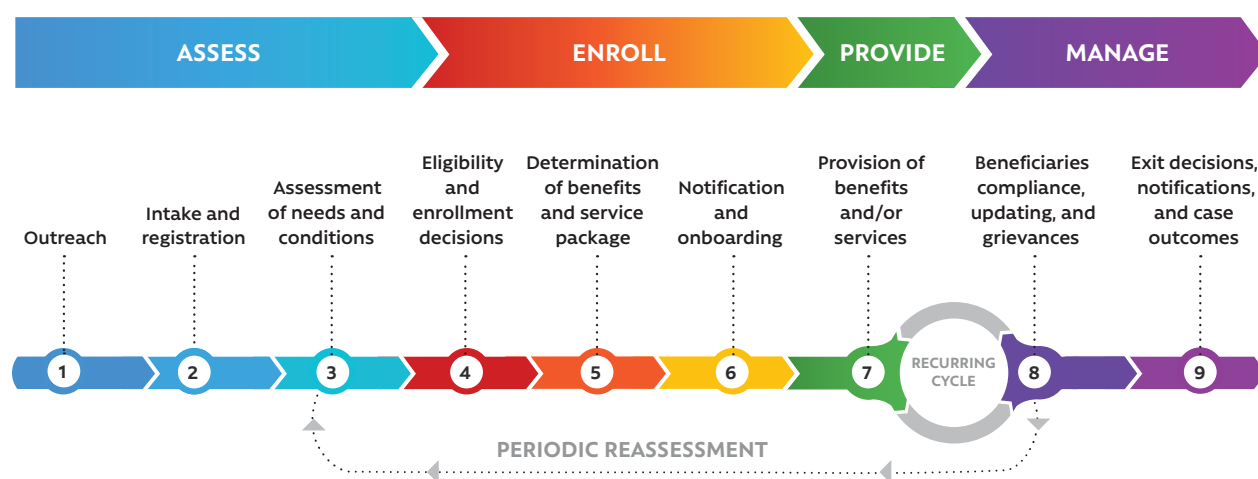 ASSESS
ENROLL
PROVIDE
MANAGE
Outreach
Intake and
registration
Assessment
of needs and
conditions
Eligibility
and
enrollment
decisions
Determination
of benefits
and service
package
Notification
and
onboarding
Provision of
benefits
and/or
services
Beneficiaries
compliance,
updating, and
grievances
Exit decisions,
notifications,
and case
outcomes
1
2
3
4
5
6
7
RECURRING
CYCLE
8
9
PERIODIC REASSESSMENT